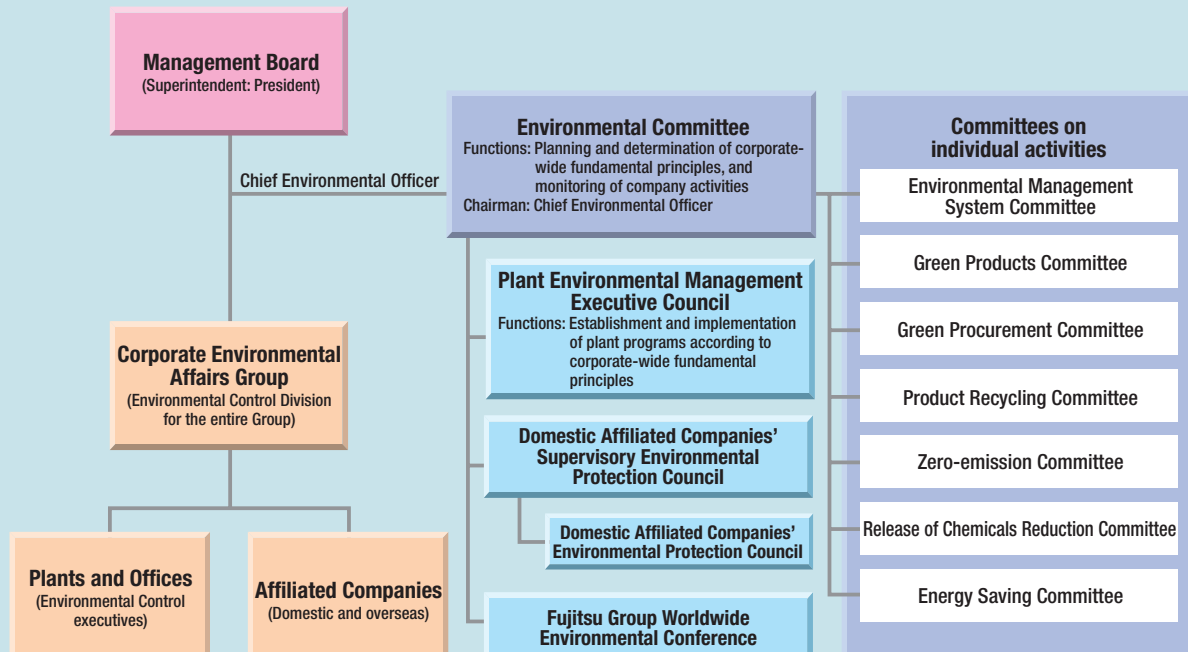 Management Board
(Superintendent: President)
Chief Environmental Officer
Environmental Committee
Functions: Planning and determination of corporate-
wide fundamental principles, and
monitoring of company activities
Chairman: Chief Environmental Officer
Plant Environmental Management
Executive Council
Functions: Establishment and implementation
of plant programs according to
corporate-wide fundamental
principles
Domestic Affiliated Companies’
Supervisory Environmental
Protection Council
Domestic Affiliated Companies’
Environmental Protection Council
Fujitsu Group Worldwide
Environmental Conference
Corporate Environmental
Affairs Group
(Environmental Control Division
for the entire Group)
Plants and Offices
(Environmental Control
executives)
Affiliated Companies
(Domestic and overseas)
Committees on
individual activities
Environmental Management
System Committee
Green Products Committee
Green Procurement Committee
Product Recycling Committee
Zero-emission Committee
Release of Chemicals Reduction Committee
Energy Saving Committee